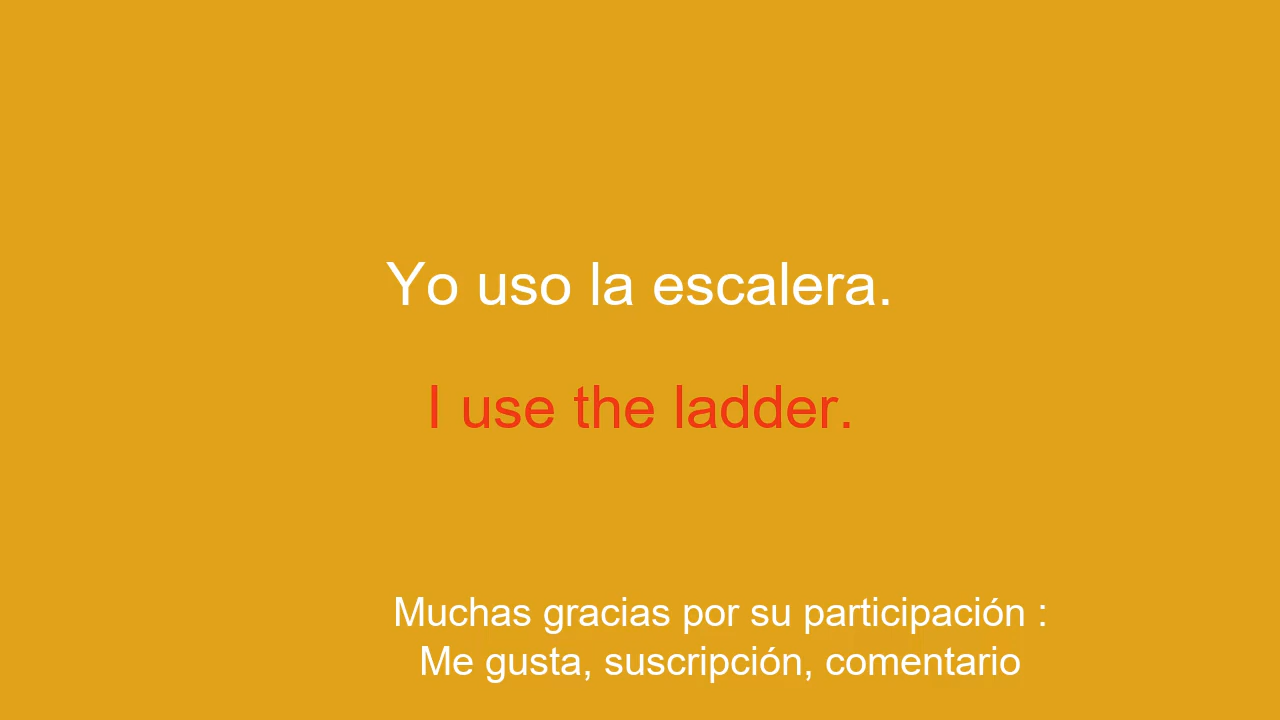 Yo uso la escalera.
I use the ladder.
Muchas gracias por su participación :
Me gusta, suscripción, comentario